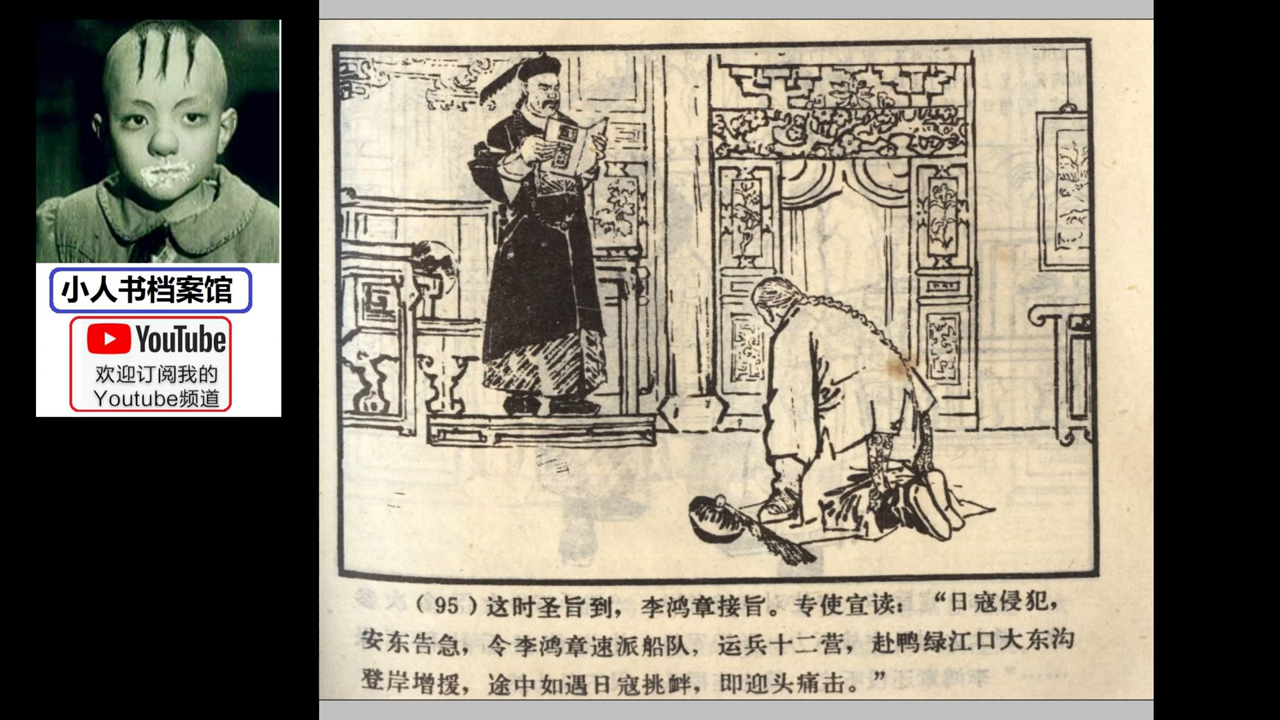 小人书档案馆
YouTube
欢迎订阅我的
Youtube频道
（95）这时圣旨到，李鸿章接旨。专使宣读：“日寇侵犯，
安东告急，令李鸿章速派船队，运兵十二营，赴鸭绿江口大东沟
登岸增援，途中如遇日寇挑衅，即迎头痛击。”